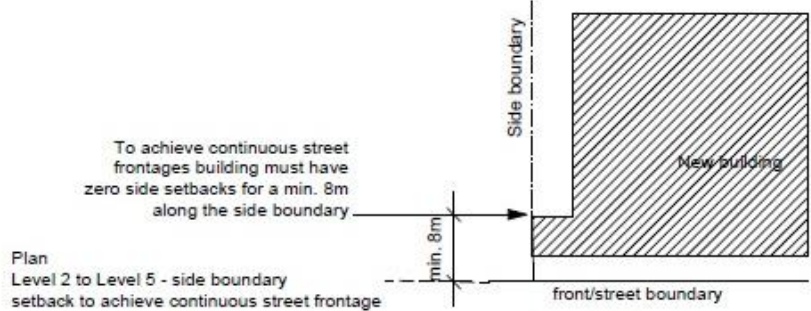 Side boundary
To achieve continuous street
frontages building must have
zero side setbacks for a min. 8m
along the side boundary
New building
min. 8m
Plan
Level 2 to Level 5 - side boundary
setback to achieve continuous street frontage
front/street boundary